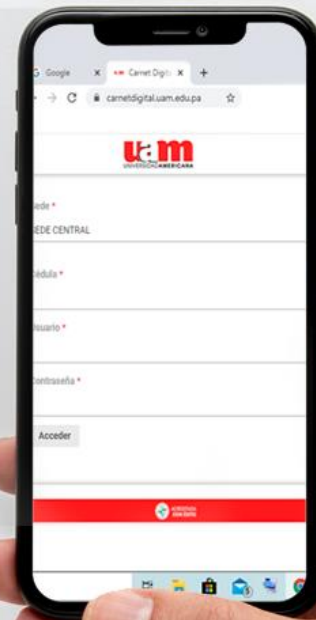 Google
Carnet Digit
carnetdigital.uam.edu.pa
uam
UNIVERSIDAD AMERICANA
ede *
EDE CENTRAL
édula *
suario *
ontraseña *
Acceder